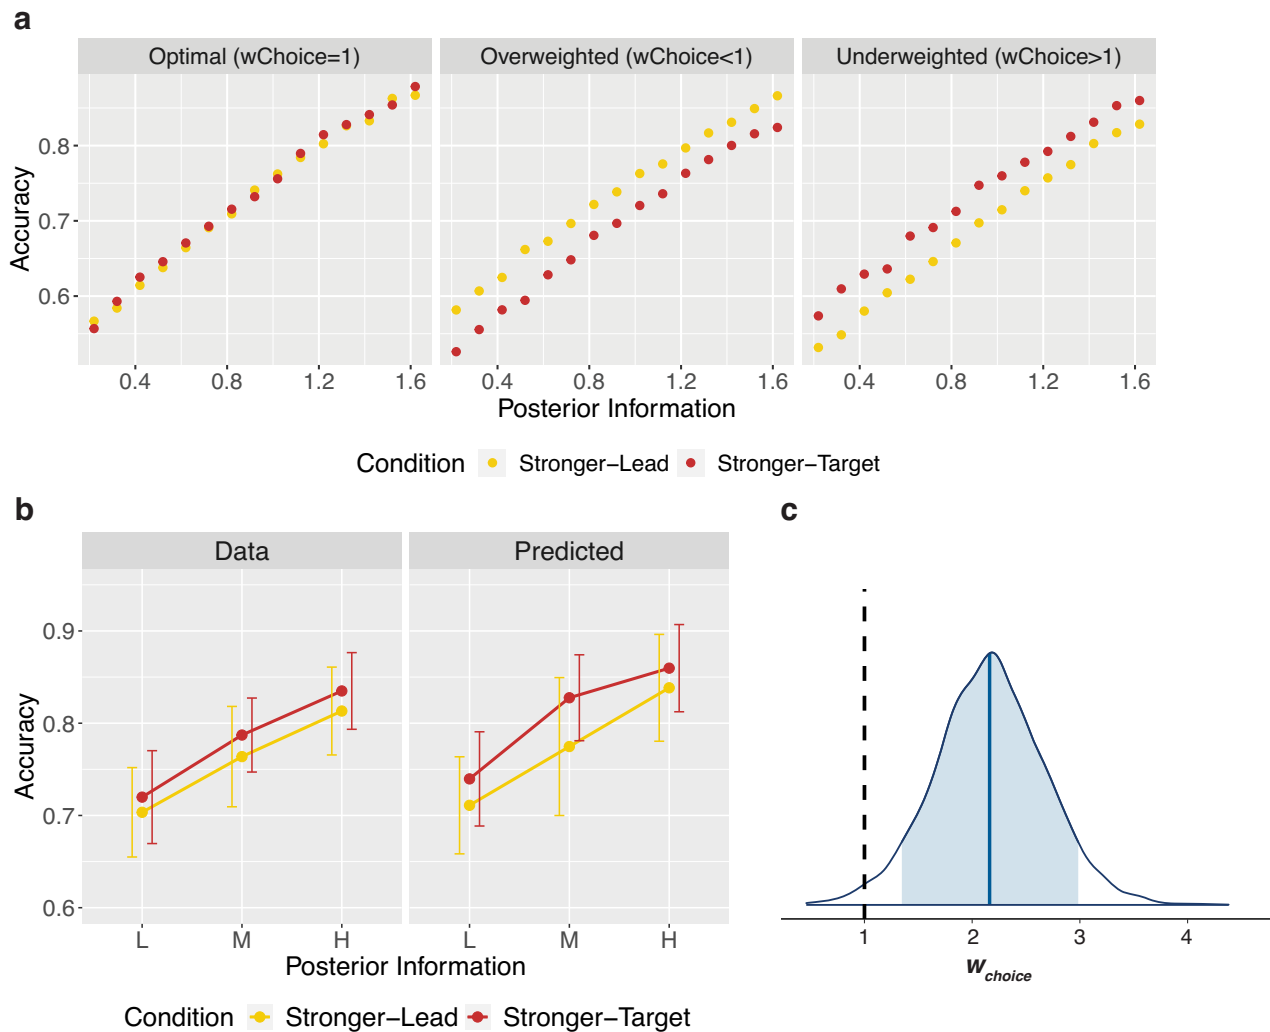 a
Optimal (wChoice=1)
Overweighted (wChoice<1)
Underweighted (wChoice>1)
Accuracy
0.8
0.7
0.6
0.4 0.8 1.2 1.6
0.4 0.8 1.2 1.6
0.4 0.8 1.2 1.6
Posterior Information
Condition Stronger−Lead Stronger−Target
b
Data
Predicted
Accuracy
0.9
0.8
0.7
0.6
L M H
L M H
Posterior Information
Condition Stronger−Lead Stronger−Target
c
1 2 3 4
w choice